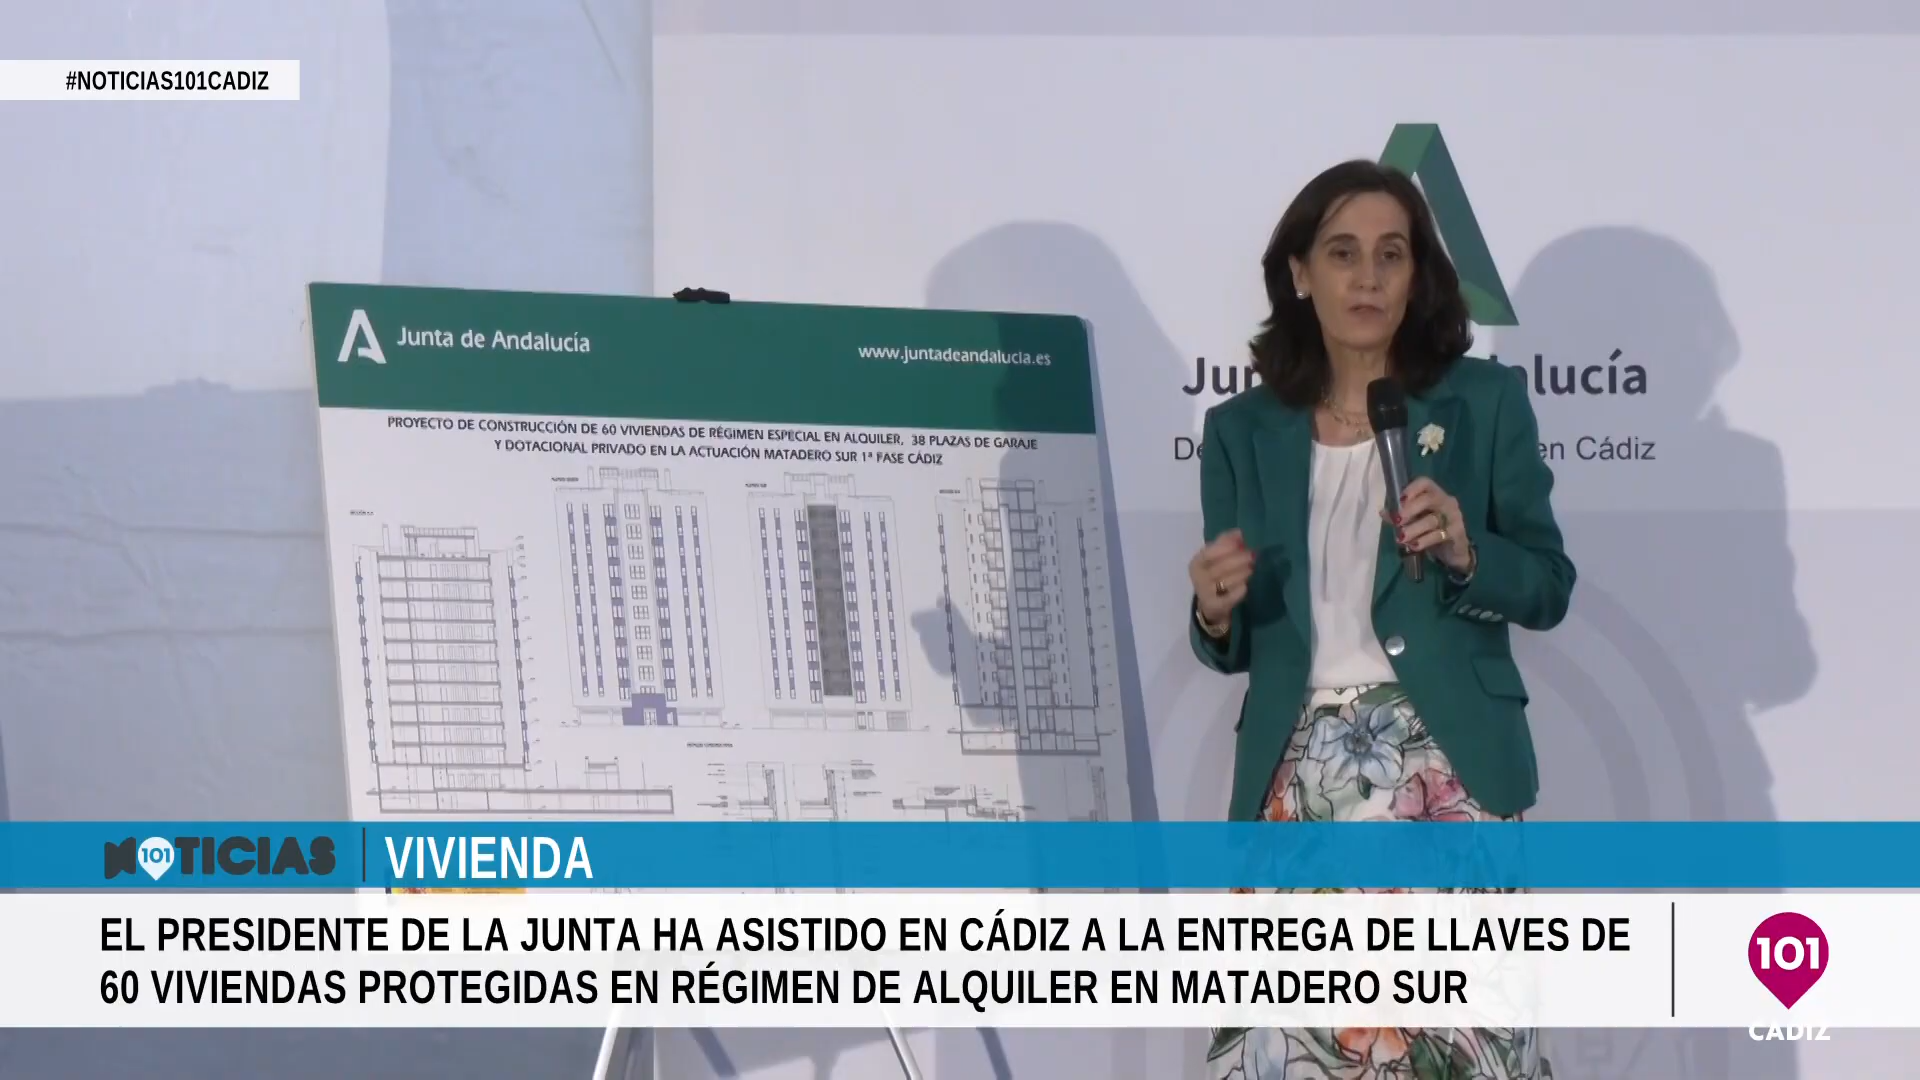 #NOTICIAS101CADIZ
Junta de Andalucía
www.juntadeandalucia.es
PROYECTO DE CONSTRUCCIÓN DE 60 VIVIENDAS DE RÉGIMEN ESPECIAL EN ALQUILER, 38 PLAZAS DE GARAJE
Y DOTACIONAL PRIVADO EN LA ACTUACIÓN MATADERO SUR 1ª FASE CÁDIZ
Jun alucía
De en Cádiz
NOTICIAS
101
VIVIENDA
EL PRESIDENTE DE LA JUNTA HA ASISTIDO EN CÁDIZ A LA ENTREGA DE LLAVES DE
60 VIVIENDAS PROTEGIDAS EN RÉGIMEN DE ALQUILER EN MATADERO SUR
101
CÁDIZ